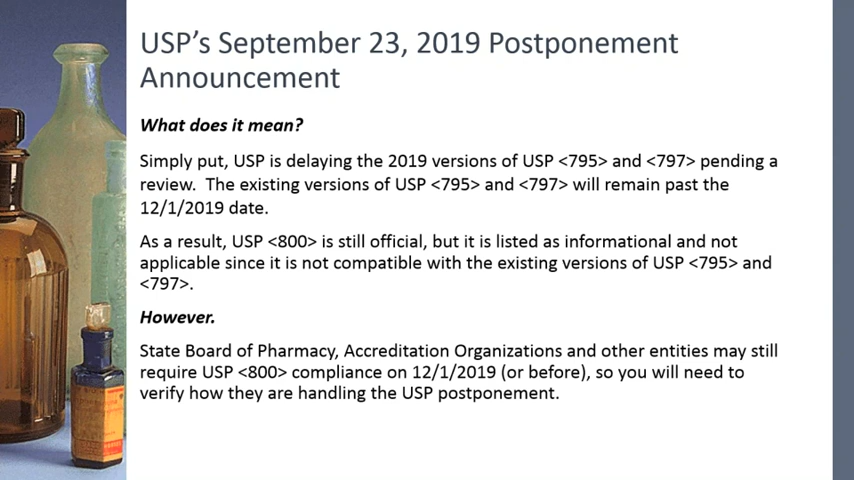 USP's September 23, 2019 Postponement
Announcement
What does it mean?
Simply put, USP is delaying the 2019 versions of USP <795> and <797> pending a
review.  The existing versions of USP <795> and <797> will remain past the
12/1/2019 date.
As a result, USP <800> is still official, but it is listed as informational and not
applicable since it is not compatible with the existing versions of USP <795> and
<797>.
However.
State Board of Pharmacy, Accreditation Organizations and other entities may still
require USP <800> compliance on 12/1/2019 (or before), so you will need to
verify how they are handling the USP postponement.